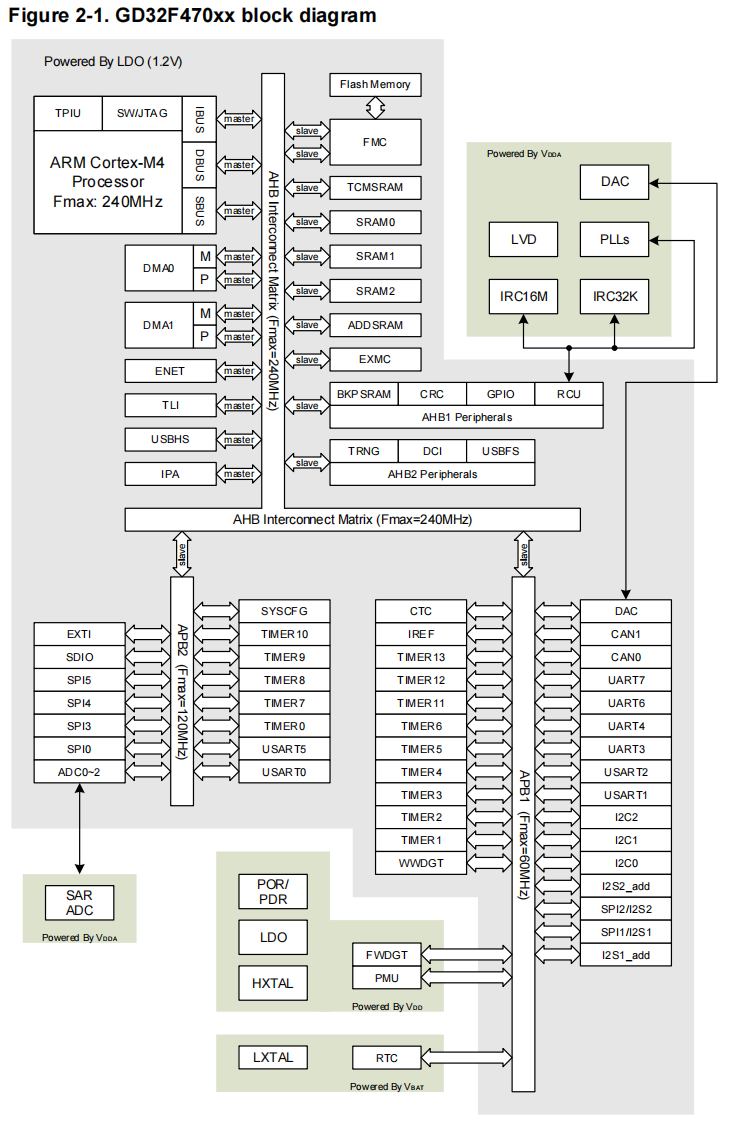 Figure 2-1. GD32F470xx block diagram
Powered By LDO (1.2V)
TPIU
SW/JTAG
ARM Cortex-M4
Processor
Fmax: 240MHz
IBUS
DBUS
SBUS
master
master
master
DMA0
M
P
master
master
DMA1
M
P
master
master
ENET
master
TLI
master
USBHS
master
IPA
master
AHB Interconnect Matrix (Fmax=240MHz)
Flash Memory
slave
slave
FMC
slave
TCMSRAM
slave
SRAM0
slave
SRAM1
slave
SRAM2
slave
ADDSRAM
slave
EXMC
slave
BKPSRAM
CRC
GPIO
RCU
AHB1 Peripherals
slave
TRNG
DCI
USBFS
AHB2 Peripherals
Powered By VDDA
DAC
LVD
PLLs
IRC16M
IRC32K
AHB Interconnect Matrix (Fmax=240MHz)
slave
slave
EXTI
SDIO
SPI5
SPI4
SPI3
SPI0
ADC0~2
APB2 (Fmax=120MHz)
SYSCFG
TIMER10
TIMER9
TIMER8
TIMER7
TIMER0
USART5
USART0
CTC
IREF
TIMER13
TIMER12
TIMER11
TIMER6
TIMER5
TIMER4
TIMER3
TIMER2
TIMER1
WWDGT
APB1 (Fmax=60MHz)
DAC
CAN1
CAN0
UART7
UART6
UART4
UART3
USART2
USART1
I2C2
I2C1
I2C0
I2S2_add
SPI2/I2S2
SPI1/I2S1
I2S1_add
SAR
ADC
Powered By VDDA
POR/
PDR
LDO
HXTAL
FWDGT
PMU
Powered By VDD
LXTAL
RTC
Powered By VBAT